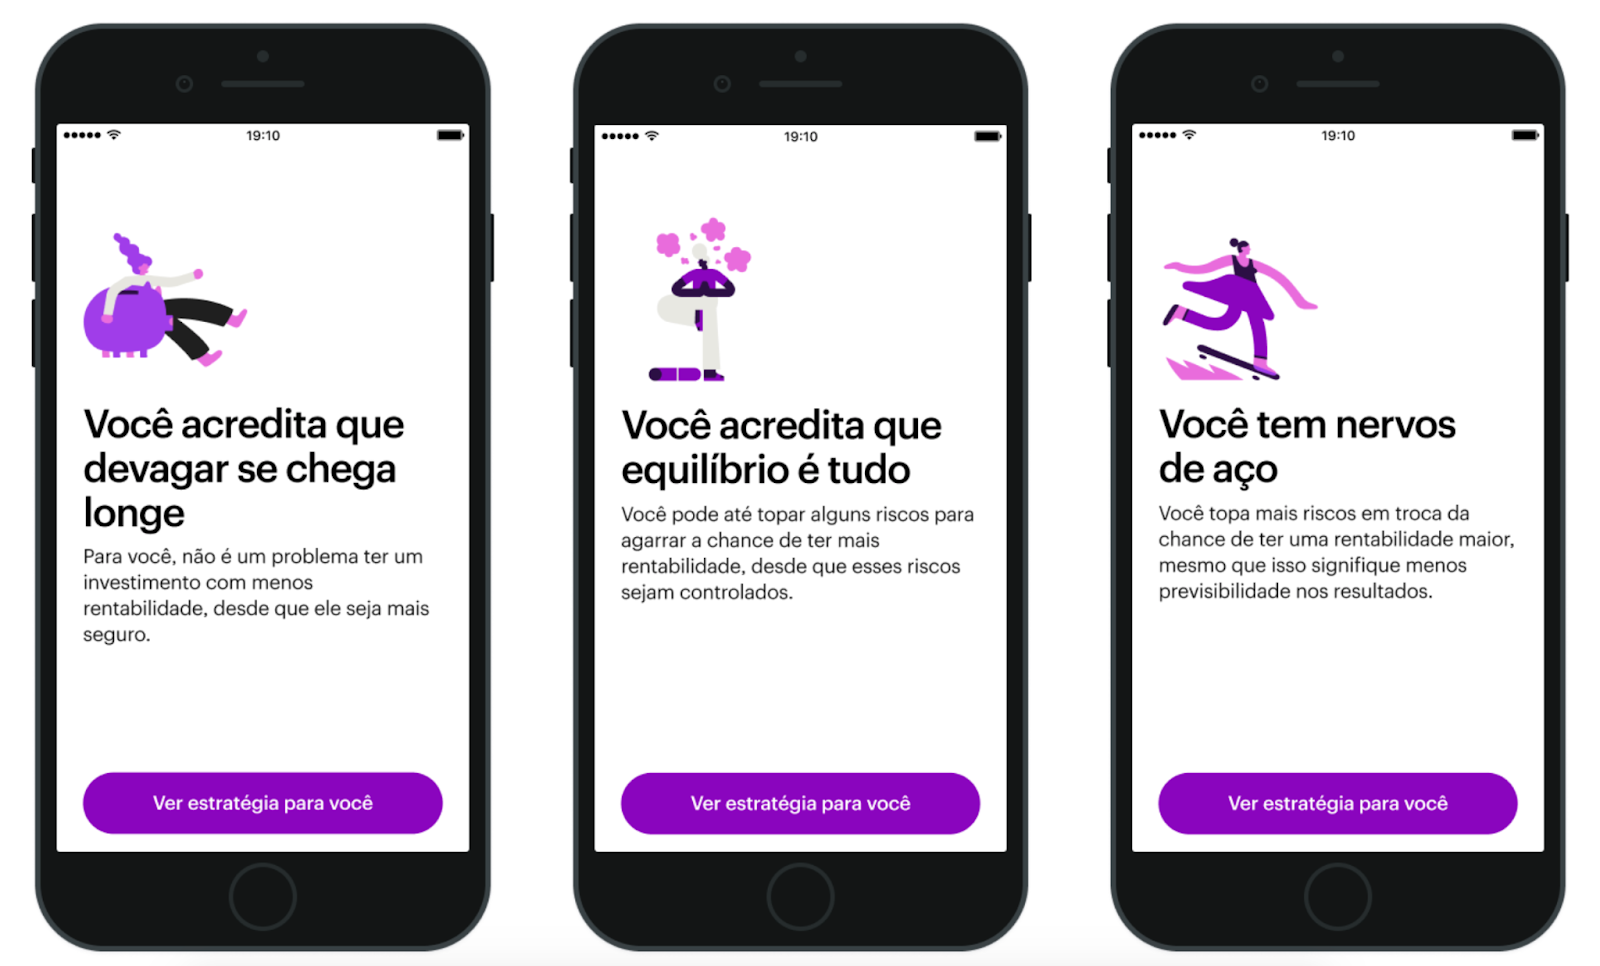 19:10
Você acredita que
devagar se chega
longe
Para você, não é um problema ter um
investimento com menos
rentabilidade, desde que ele seja mais
seguro.
Ver estratégia para você
19:10
Você acredita que
equilíbrio é tudo
Você pode até topar alguns riscos para
agarrar a chance de ter mais
rentabilidade, desde que esses riscos
sejam controlados.
Ver estratégia para você
19:10
Você tem nervos
de aço
Você topa mais riscos em troca da
chance de ter uma rentabilidade maior,
mesmo que isso signifique menos
previsibilidade nos resultados.
Ver estratégia para você